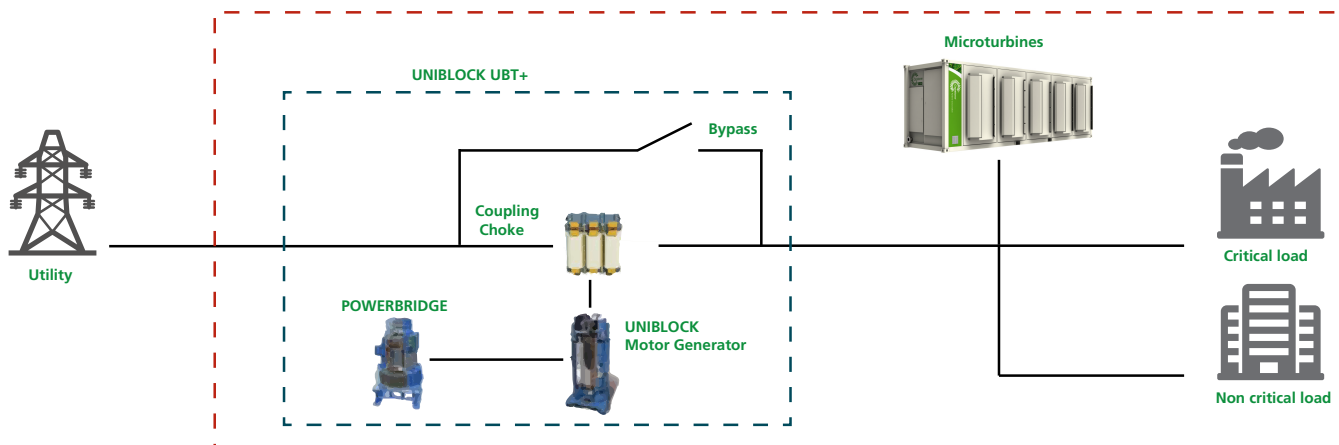 Microturbines
UNIBLOCK UBT+
Bypass
Coupling
Choke
Utility
Critical load
POWERBRIDGE
UNIBLOCK
Motor Generator
Non critical load